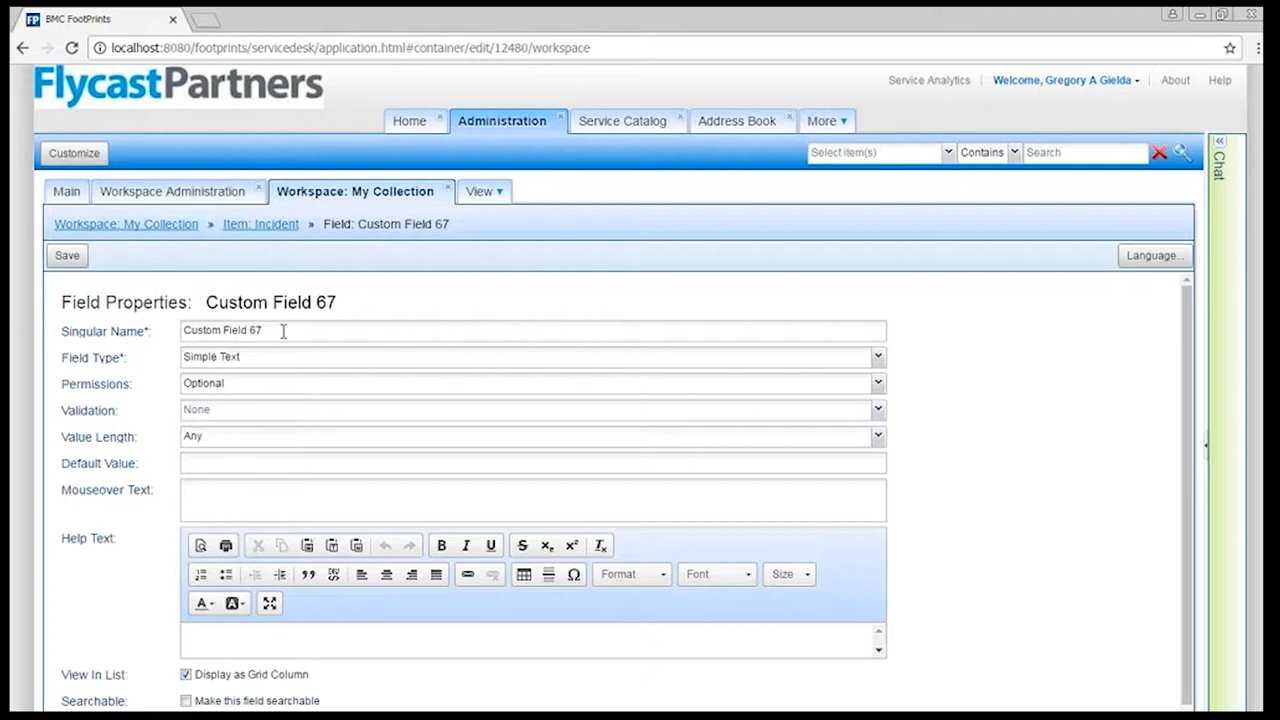 FP BMC FootPrints
localhost:8080/footprints/servicedesk/application.html#container/edit/12480/workspace
FlycastPartners
Service Analytics Welcome, Gregory A Gielda About Help
Home Administration Service Catalog Address Book More
Customize Select item(s) Contains Search
Chat
Main Workspace Administration Workspace: My Collection View
Workspace: My Collection » Item: Incident » Field: Custom Field 67
Save Language...
Field Properties: Custom Field 67
Singular Name*: Custom Field 67
Field Type*: Simple Text
Permissions: Optional
Validation: None
Value Length: Any
Default Value:
Mouseover Text:
Help Text:
B I U S x₂ x² Tx
Format Font Size
A A
View In List: Display as Grid Column
Searchable: Make this field searchable